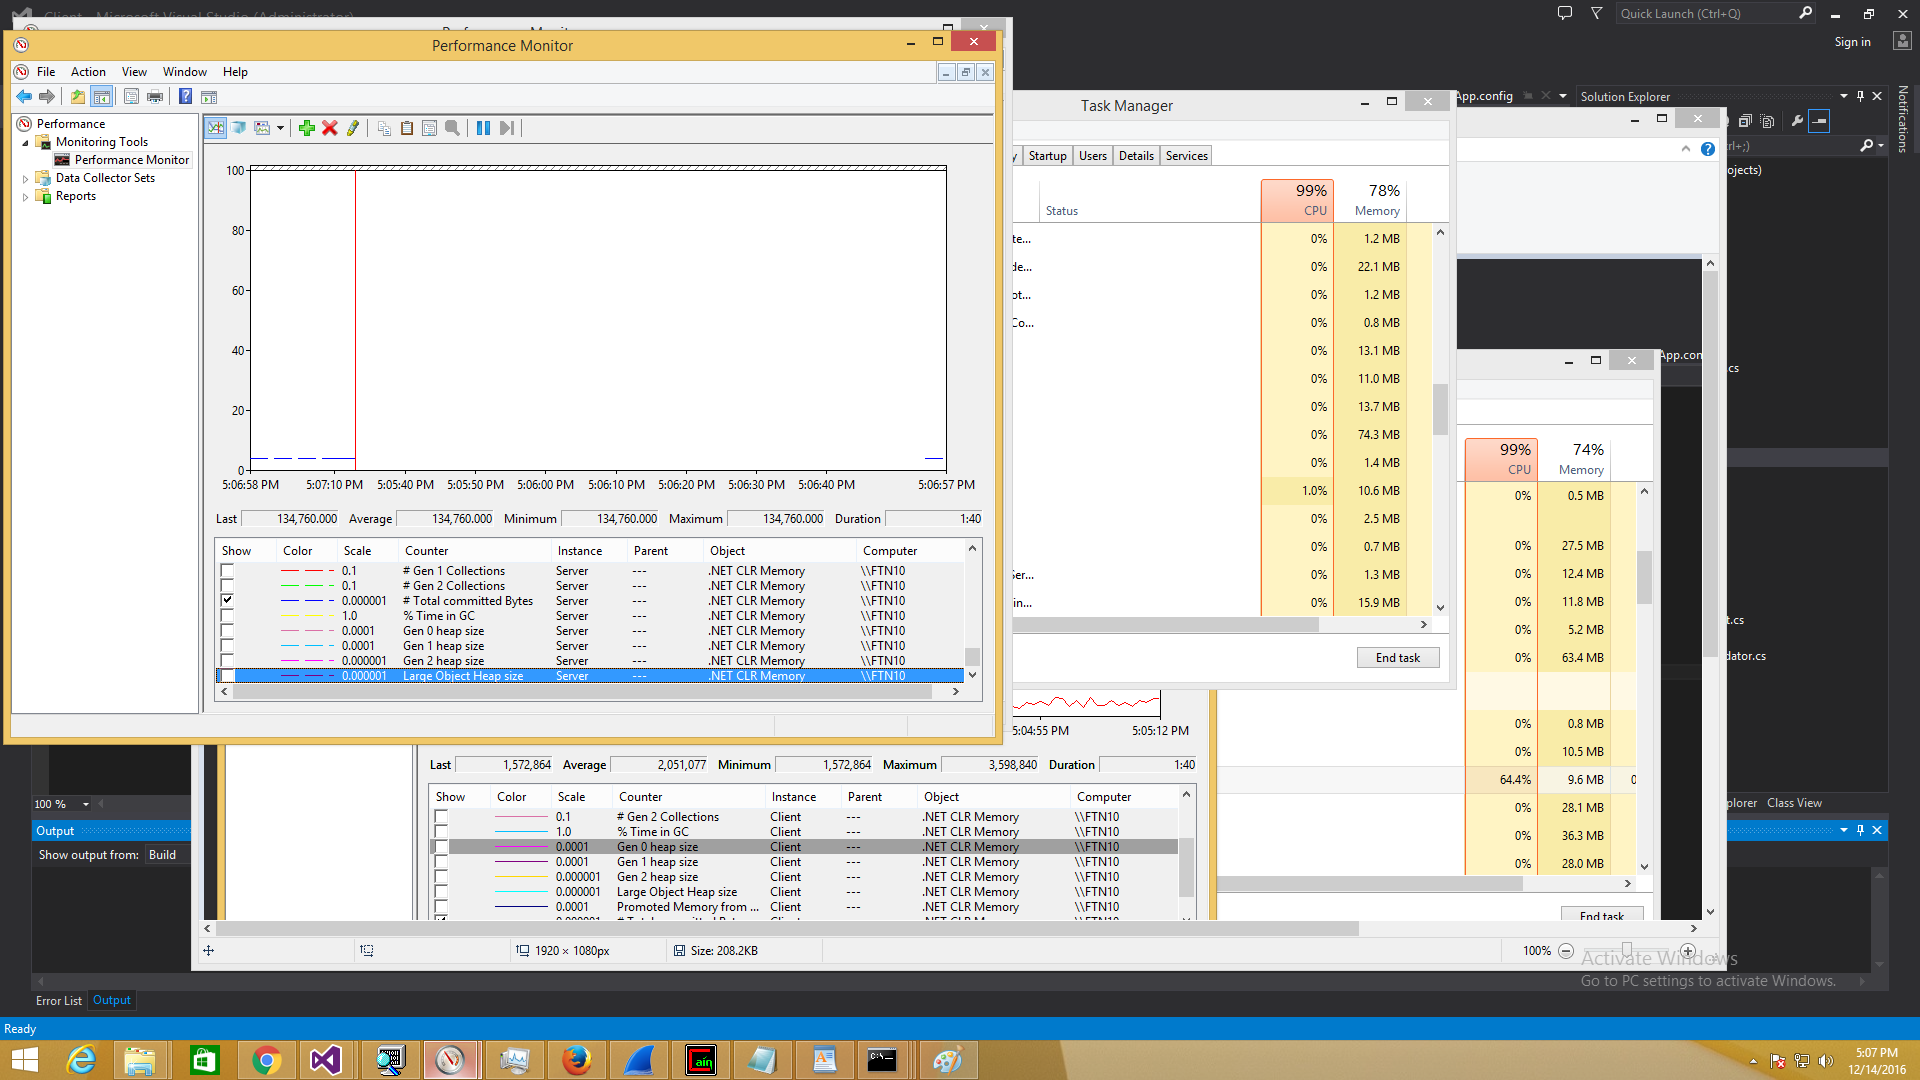 Client - Microsoft Visual Studio (Administrator)
Quick Launch (Ctrl+Q)
Sign in
Performance Monitor
File Action View Window Help
Performance
Monitoring Tools
Performance Monitor
Data Collector Sets
Reports
100
80
60
40
20
0
5:06:58 PM 5:07:10 PM 5:05:40 PM 5:05:50 PM 5:06:00 PM 5:06:10 PM 5:06:20 PM 5:06:30 PM 5:06:40 PM 5:06:57 PM
Last 134,760.000 Average 134,760.000 Minimum 134,760.000 Maximum 134,760.000 Duration 1:40
Show Color Scale Counter Instance Parent Object Computer
0.1 # Gen 1 Collections Server --- .NET CLR Memory \\FTN10
0.1 # Gen 2 Collections Server --- .NET CLR Memory \\FTN10
0.000001 # Total committed Bytes Server --- .NET CLR Memory \\FTN10
1.0 % Time in GC Server --- .NET CLR Memory \\FTN10
0.0001 Gen 0 heap size Server --- .NET CLR Memory \\FTN10
0.0001 Gen 1 heap size Server --- .NET CLR Memory \\FTN10
0.000001 Gen 2 heap size Server --- .NET CLR Memory \\FTN10
0.000001 Large Object Heap size Server --- .NET CLR Memory \\FTN10
Task Manager
y Startup Users Details Services
99% 78%
Status CPU Memory
te... 0% 1.2 MB
de... 0% 22.1 MB
ot... 0% 1.2 MB
Co... 0% 0.8 MB
0% 13.1 MB
0% 11.0 MB
0% 13.7 MB
0% 74.3 MB
0% 1.4 MB
1.0% 10.6 MB
0% 2.5 MB
0% 0.7 MB
Ser... 0% 1.3 MB
in... 0% 15.9 MB
End task
App.config
Solution Explorer
Notifications
trl+;)
ojects)
App.con
.cs
t.cs
dator.cs
99% 74%
CPU Memory
0% 0.5 MB
0% 27.5 MB
0% 12.4 MB
0% 11.8 MB
0% 5.2 MB
0% 63.4 MB
0% 0.8 MB
0% 10.5 MB
64.4% 9.6 MB 0
0% 28.1 MB
0% 36.3 MB
0% 28.0 MB
End task
plorer Class View
5:04:55 PM 5:05:12 PM
Last 1,572,864 Average 2,051,077 Minimum 1,572,864 Maximum 3,598,840 Duration 1:40
Show Color Scale Counter Instance Parent Object Computer
0.1 # Gen 2 Collections Client --- .NET CLR Memory \\FTN10
1.0 % Time in GC Client --- .NET CLR Memory \\FTN10
0.0001 Gen 0 heap size Client --- .NET CLR Memory \\FTN10
0.0001 Gen 1 heap size Client --- .NET CLR Memory \\FTN10
0.000001 Gen 2 heap size Client --- .NET CLR Memory \\FTN10
0.000001 Large Object Heap size Client --- .NET CLR Memory \\FTN10
0.0001 Promoted Memory from ... Client --- .NET CLR Memory \\FTN10
100 %
Output
Show output from: Build
1920 × 1080px
Size: 208.2KB
100%
Activate Windows
Go to PC settings to activate Windows.
Error List Output
Ready
cain
5:07 PM
12/14/2016